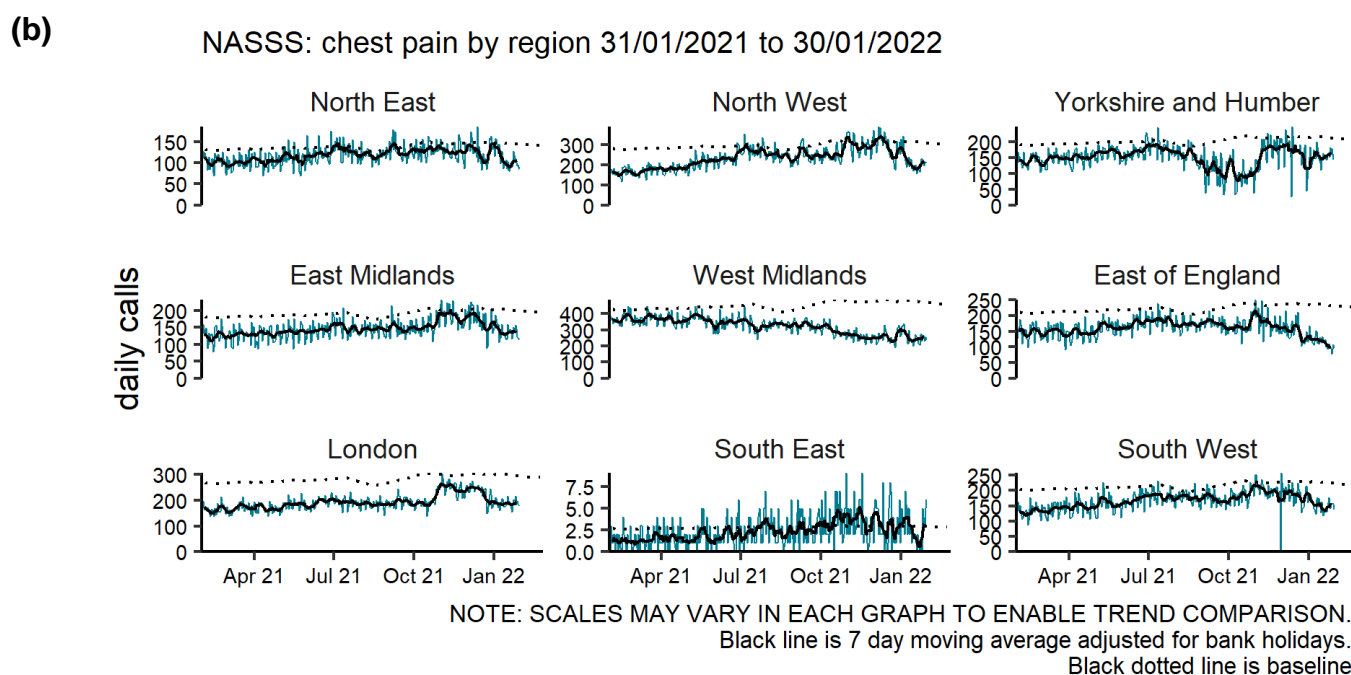 (b)
NASSS: chest pain by region 31/01/2021 to 30/01/2022
daily calls
North East
150
100
50
0
North West
300
200
100
0
Yorkshire and Humber
200
150
100
50
0
East Midlands
200
150
100
50
0
West Midlands
400
300
200
100
0
East of England
250
200
150
100
50
0
London
300
200
100
0
Apr 21 Jul 21 Oct 21 Jan 22
South East
7.5
5.0
2.5
0.0
Apr 21 Jul 21 Oct 21 Jan 22
South West
250
200
150
100
50
0
Apr 21 Jul 21 Oct 21 Jan 22
NOTE: SCALES MAY VARY IN EACH GRAPH TO ENABLE TREND COMPARISON.
Black line is 7 day moving average adjusted for bank holidays.
Black dotted line is baseline